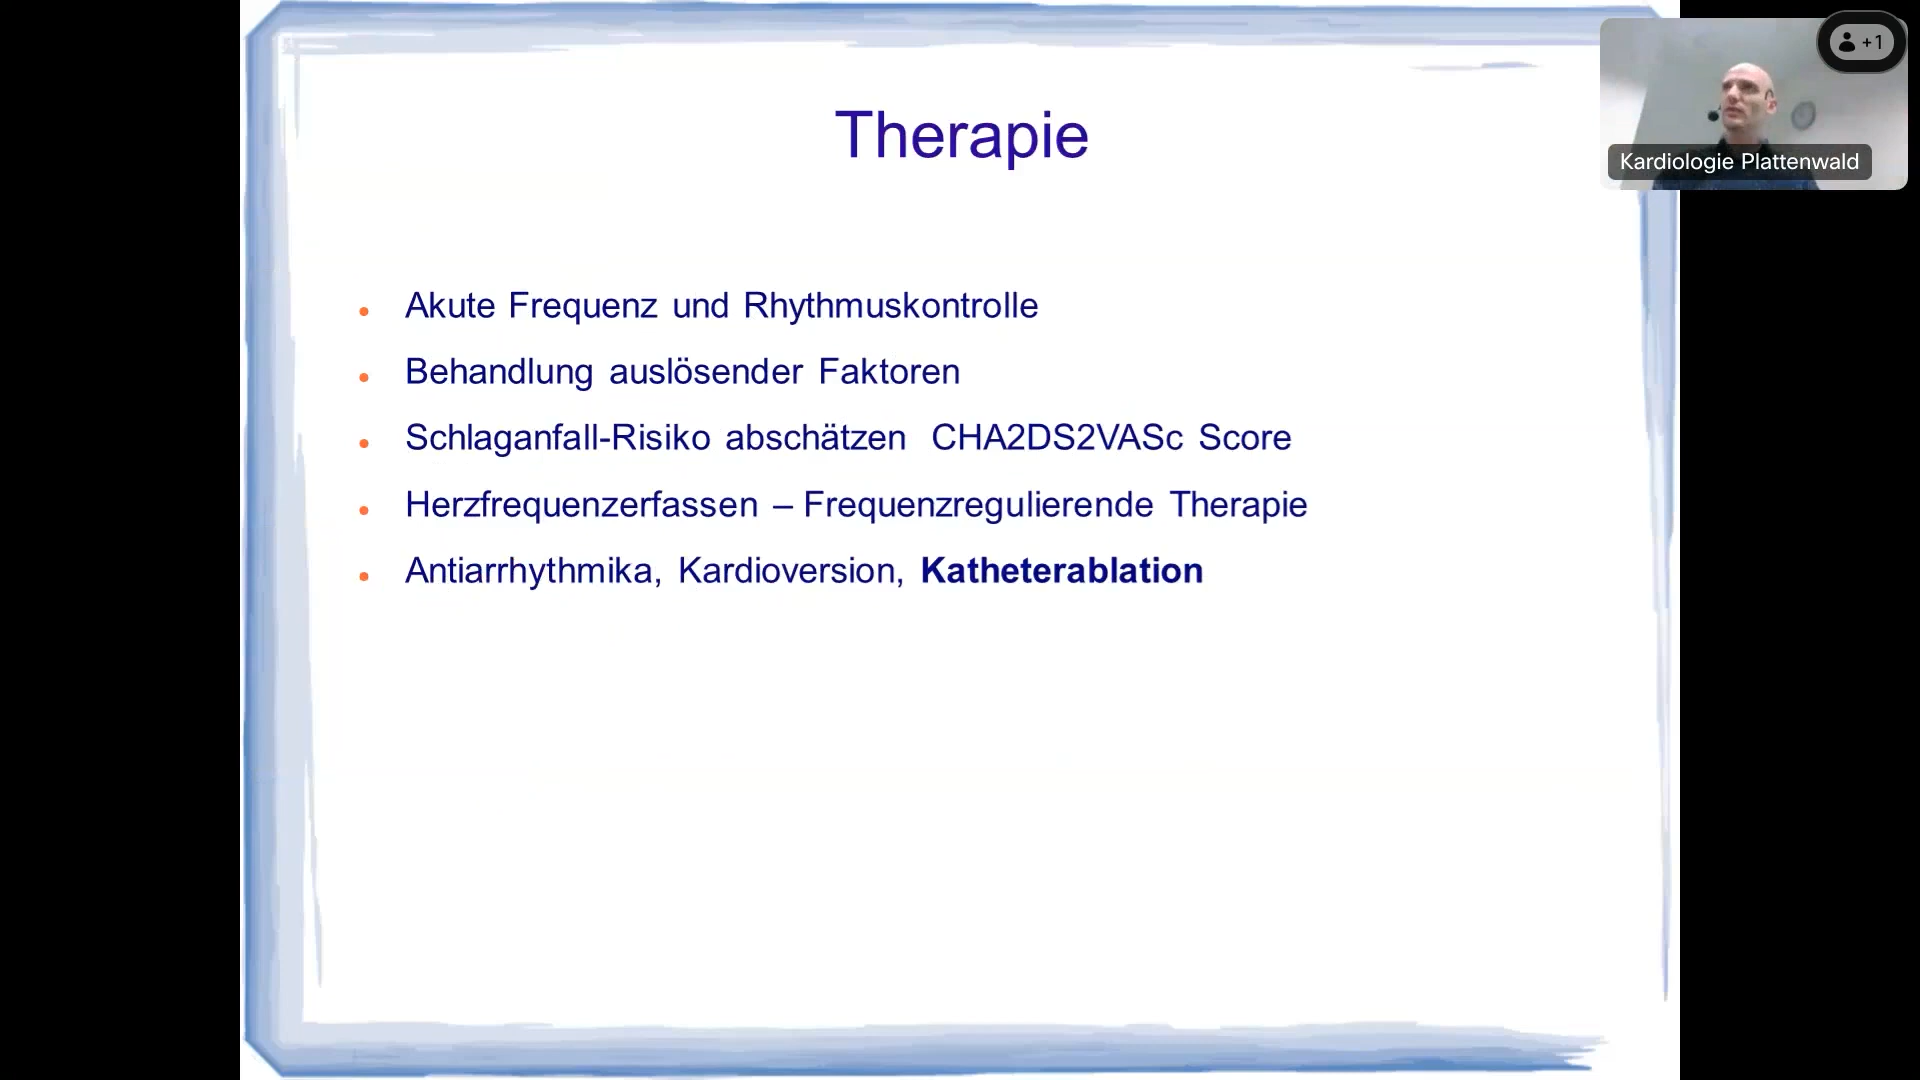 Therapie
+1
Kardiologie Plattenwald
Akute Frequenz und Rhythmuskontrolle
Behandlung auslösender Faktoren
Schlaganfall-Risiko abschätzen CHA2DS2VASc Score
Herzfrequenzerfassen – Frequenzregulierende Therapie
Antiarrhythmika, Kardioversion, Katheterablation